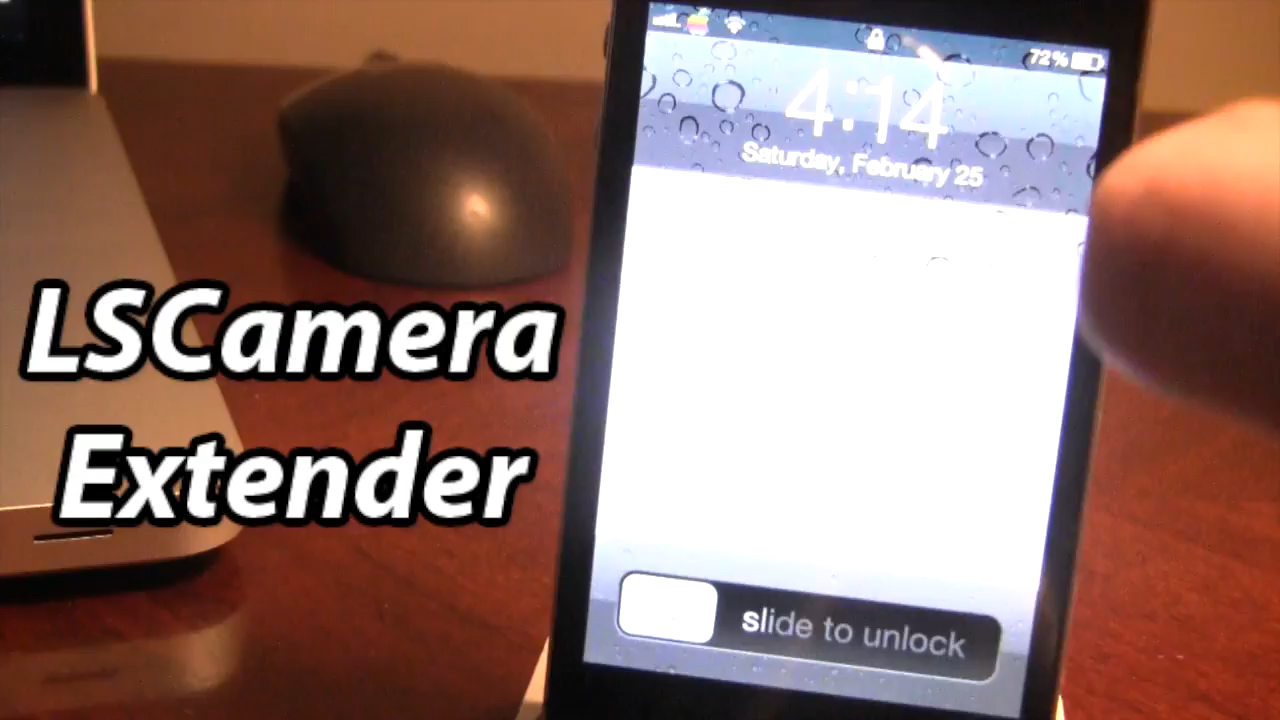 72%
4:14
Saturday, February 25
LSCamera
Extender
slide to unlock